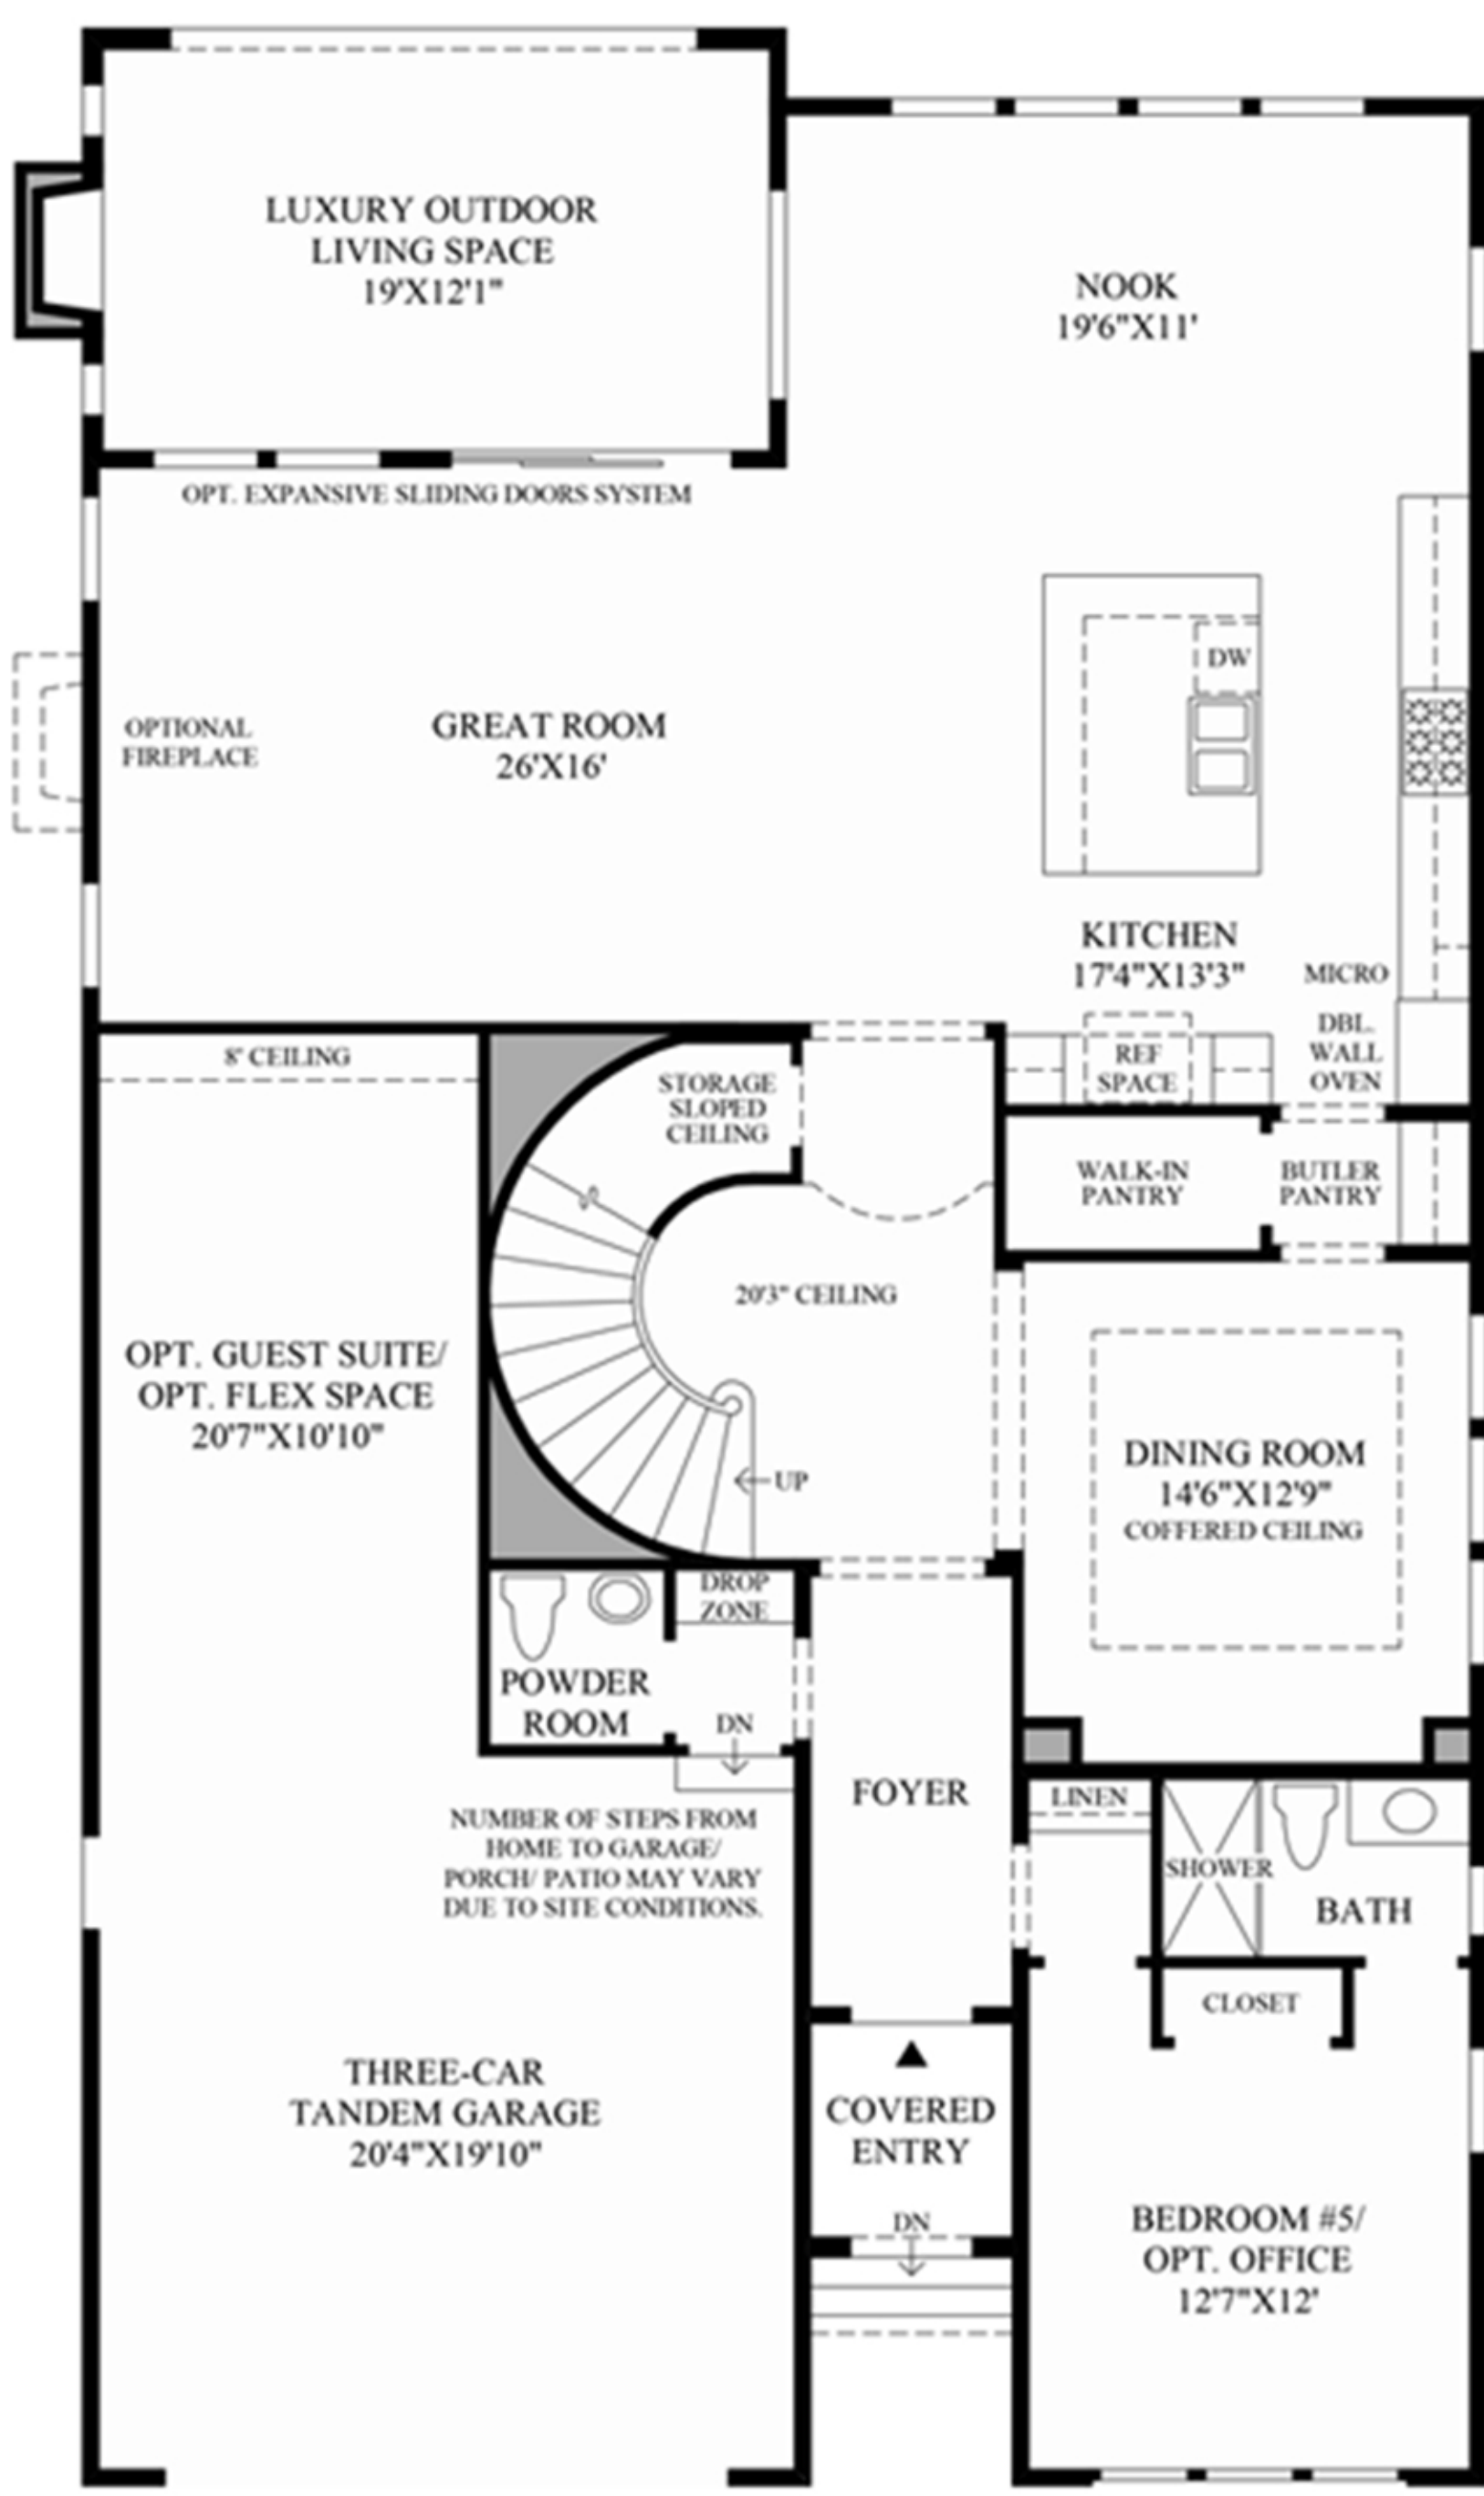 LUXURY OUTDOOR
LIVING SPACE
19'X12'1"
NOOK
19'6"X11'
OPT. EXPANSIVE SLIDING DOORS SYSTEM
DW
OPTIONAL
FIREPLACE
GREAT ROOM
26'X16'
KITCHEN
17'4"X13'3"
MICRO
DBL.
WALL
OVEN
REF
SPACE
8' CEILING
STORAGE
SLOPED
CEILING
WALK-IN
PANTRY
BUTLER
PANTRY
20'3" CEILING
OPT. GUEST SUITE/
OPT. FLEX SPACE
20'7"X10'10"
UP
DINING ROOM
14'6"X12'9"
COFFERED CEILING
DROP
ZONE
POWDER
ROOM
DN
FOYER
LINEN
SHOWER
BATH
NUMBER OF STEPS FROM
HOME TO GARAGE/
PORCH/ PATIO MAY VARY
DUE TO SITE CONDITIONS.
CLOSET
THREE-CAR
TANDEM GARAGE
20'4"X19'10"
COVERED
ENTRY
DN
BEDROOM #5/
OPT. OFFICE
12'7"X12'